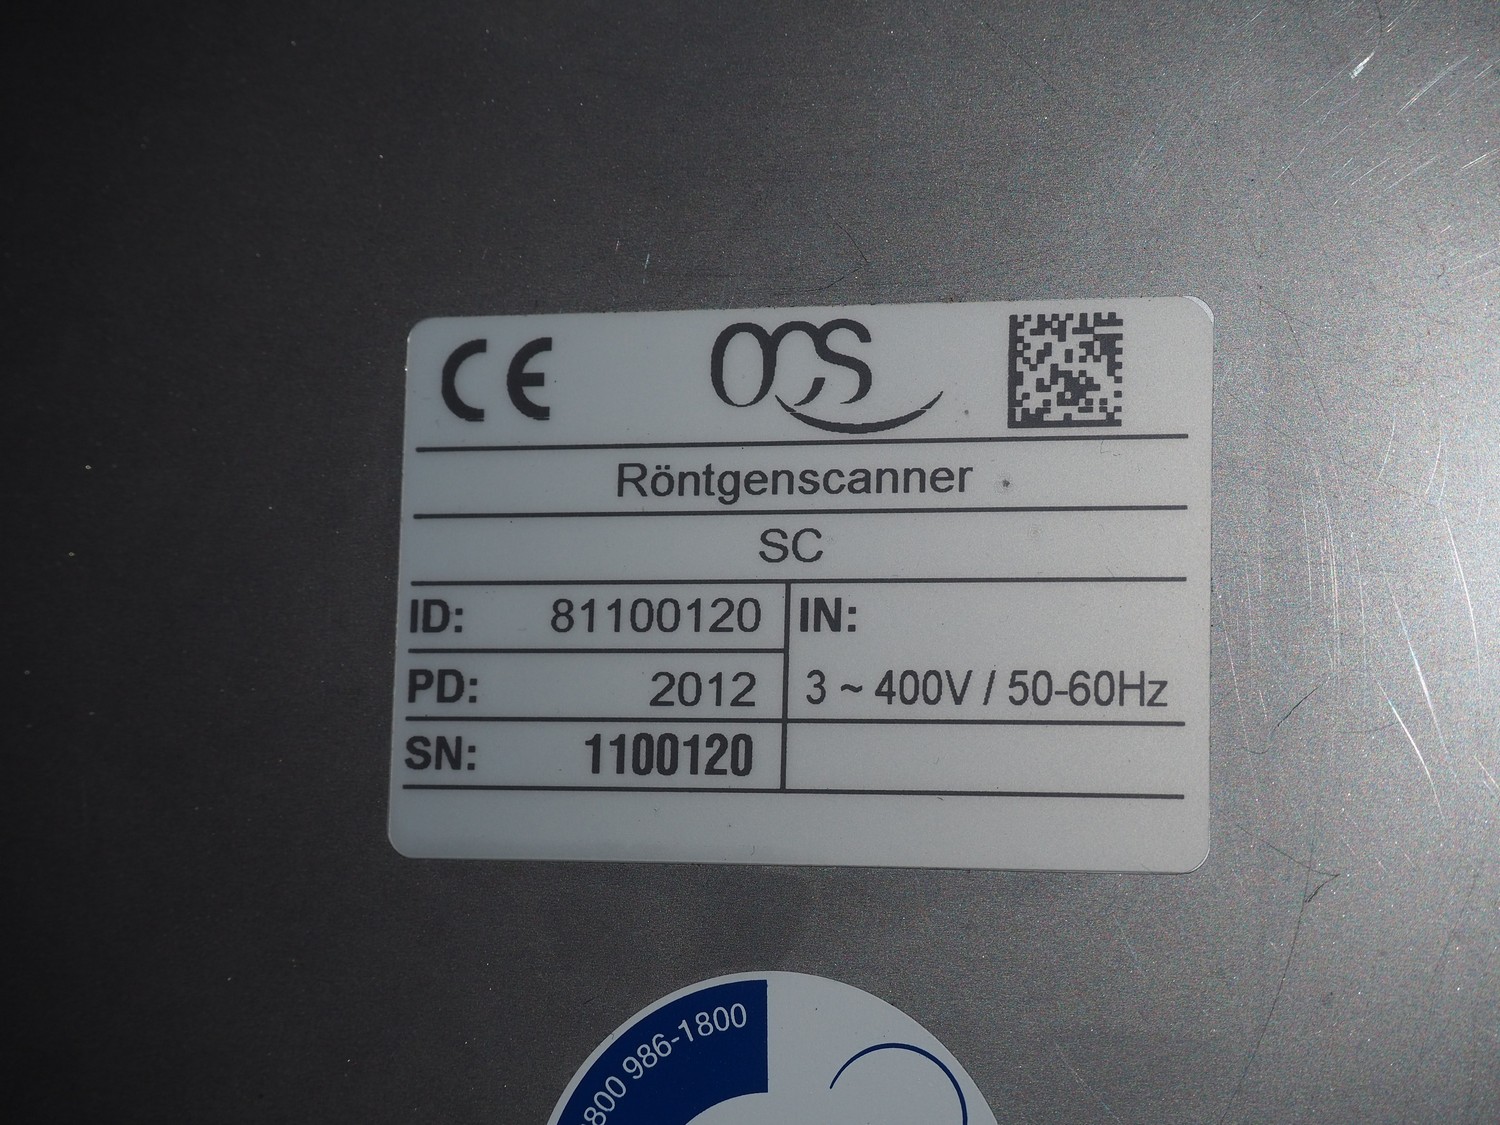 CE OCS
Röntgenscanner
SC
ID: 81100120 IN:
PD: 2012 3 ~ 400V / 50-60Hz
SN: 1100120
800 986-1800